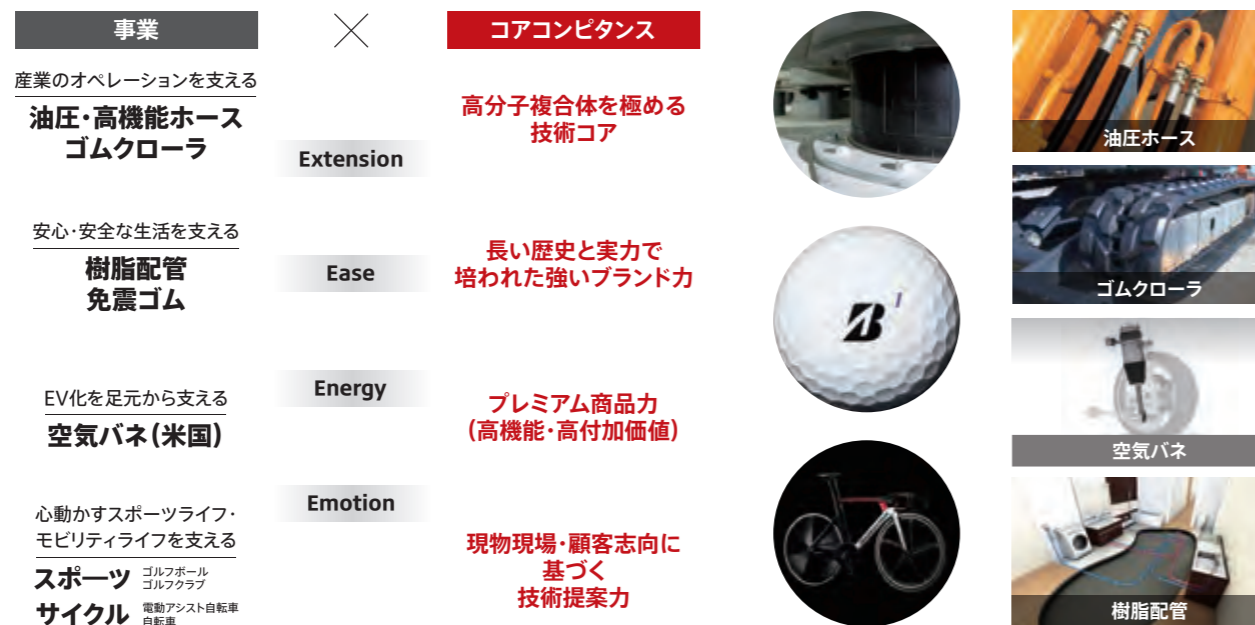 事業
産業のオペレーションを支える
油圧・高機能ホース
ゴムクローラ
安心・安全な生活を支える
樹脂配管
免震ゴム
EV化を足元から支える
空気バネ(米国)
心動かすスポーツライフ・
モビリティライフを支える
スポーツ ゴルフボール
ゴルフクラブ
サイクル 電動アシスト自転車
自転車
×
Extension
Ease
Energy
Emotion
コアコンピタンス
高分子複合体を極める
技術コア
長い歴史と実力で
培われた強いブランド力
プレミアム商品力
(高機能・高付加価値)
現物現場・顧客志向に
基づく
技術提案力
B
1
油圧ホース
ゴムクローラ
空気バネ
樹脂配管